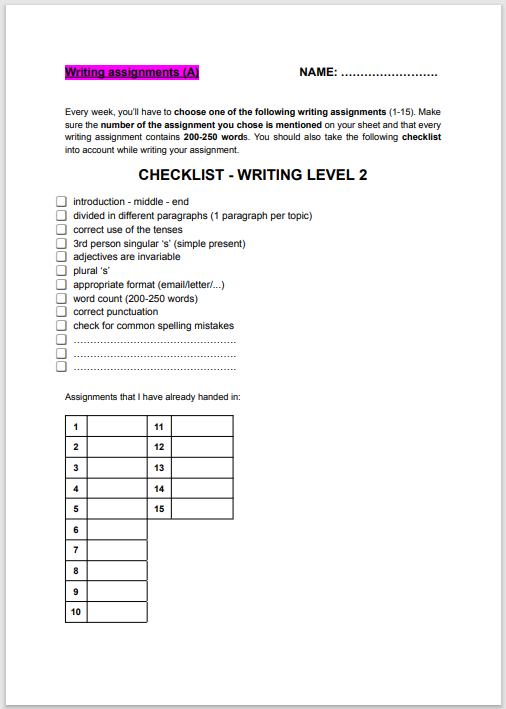 Writing assignments (A) NAME: ……………………
Every week, you'll have to choose one of the following writing assignments (1-15). Make
sure the number of the assignment you chose is mentioned on your sheet and that every
writing assignment contains 200-250 words. You should also take the following checklist
into account while writing your assignment.
CHECKLIST - WRITING LEVEL 2
introduction - middle - end
divided in different paragraphs (1 paragraph per topic)
correct use of the tenses
3rd person singular ‘s’ (simple present)
adjectives are invariable
plural ‘s’
appropriate format (email/letter/...)
word count (200-250 words)
correct punctuation
check for common spelling mistakes
…………………………………………
…………………………………………
…………………………………………
Assignments that I have already handed in:
1 11
2 12
3 13
4 14
5 15
6
7
8
9
10